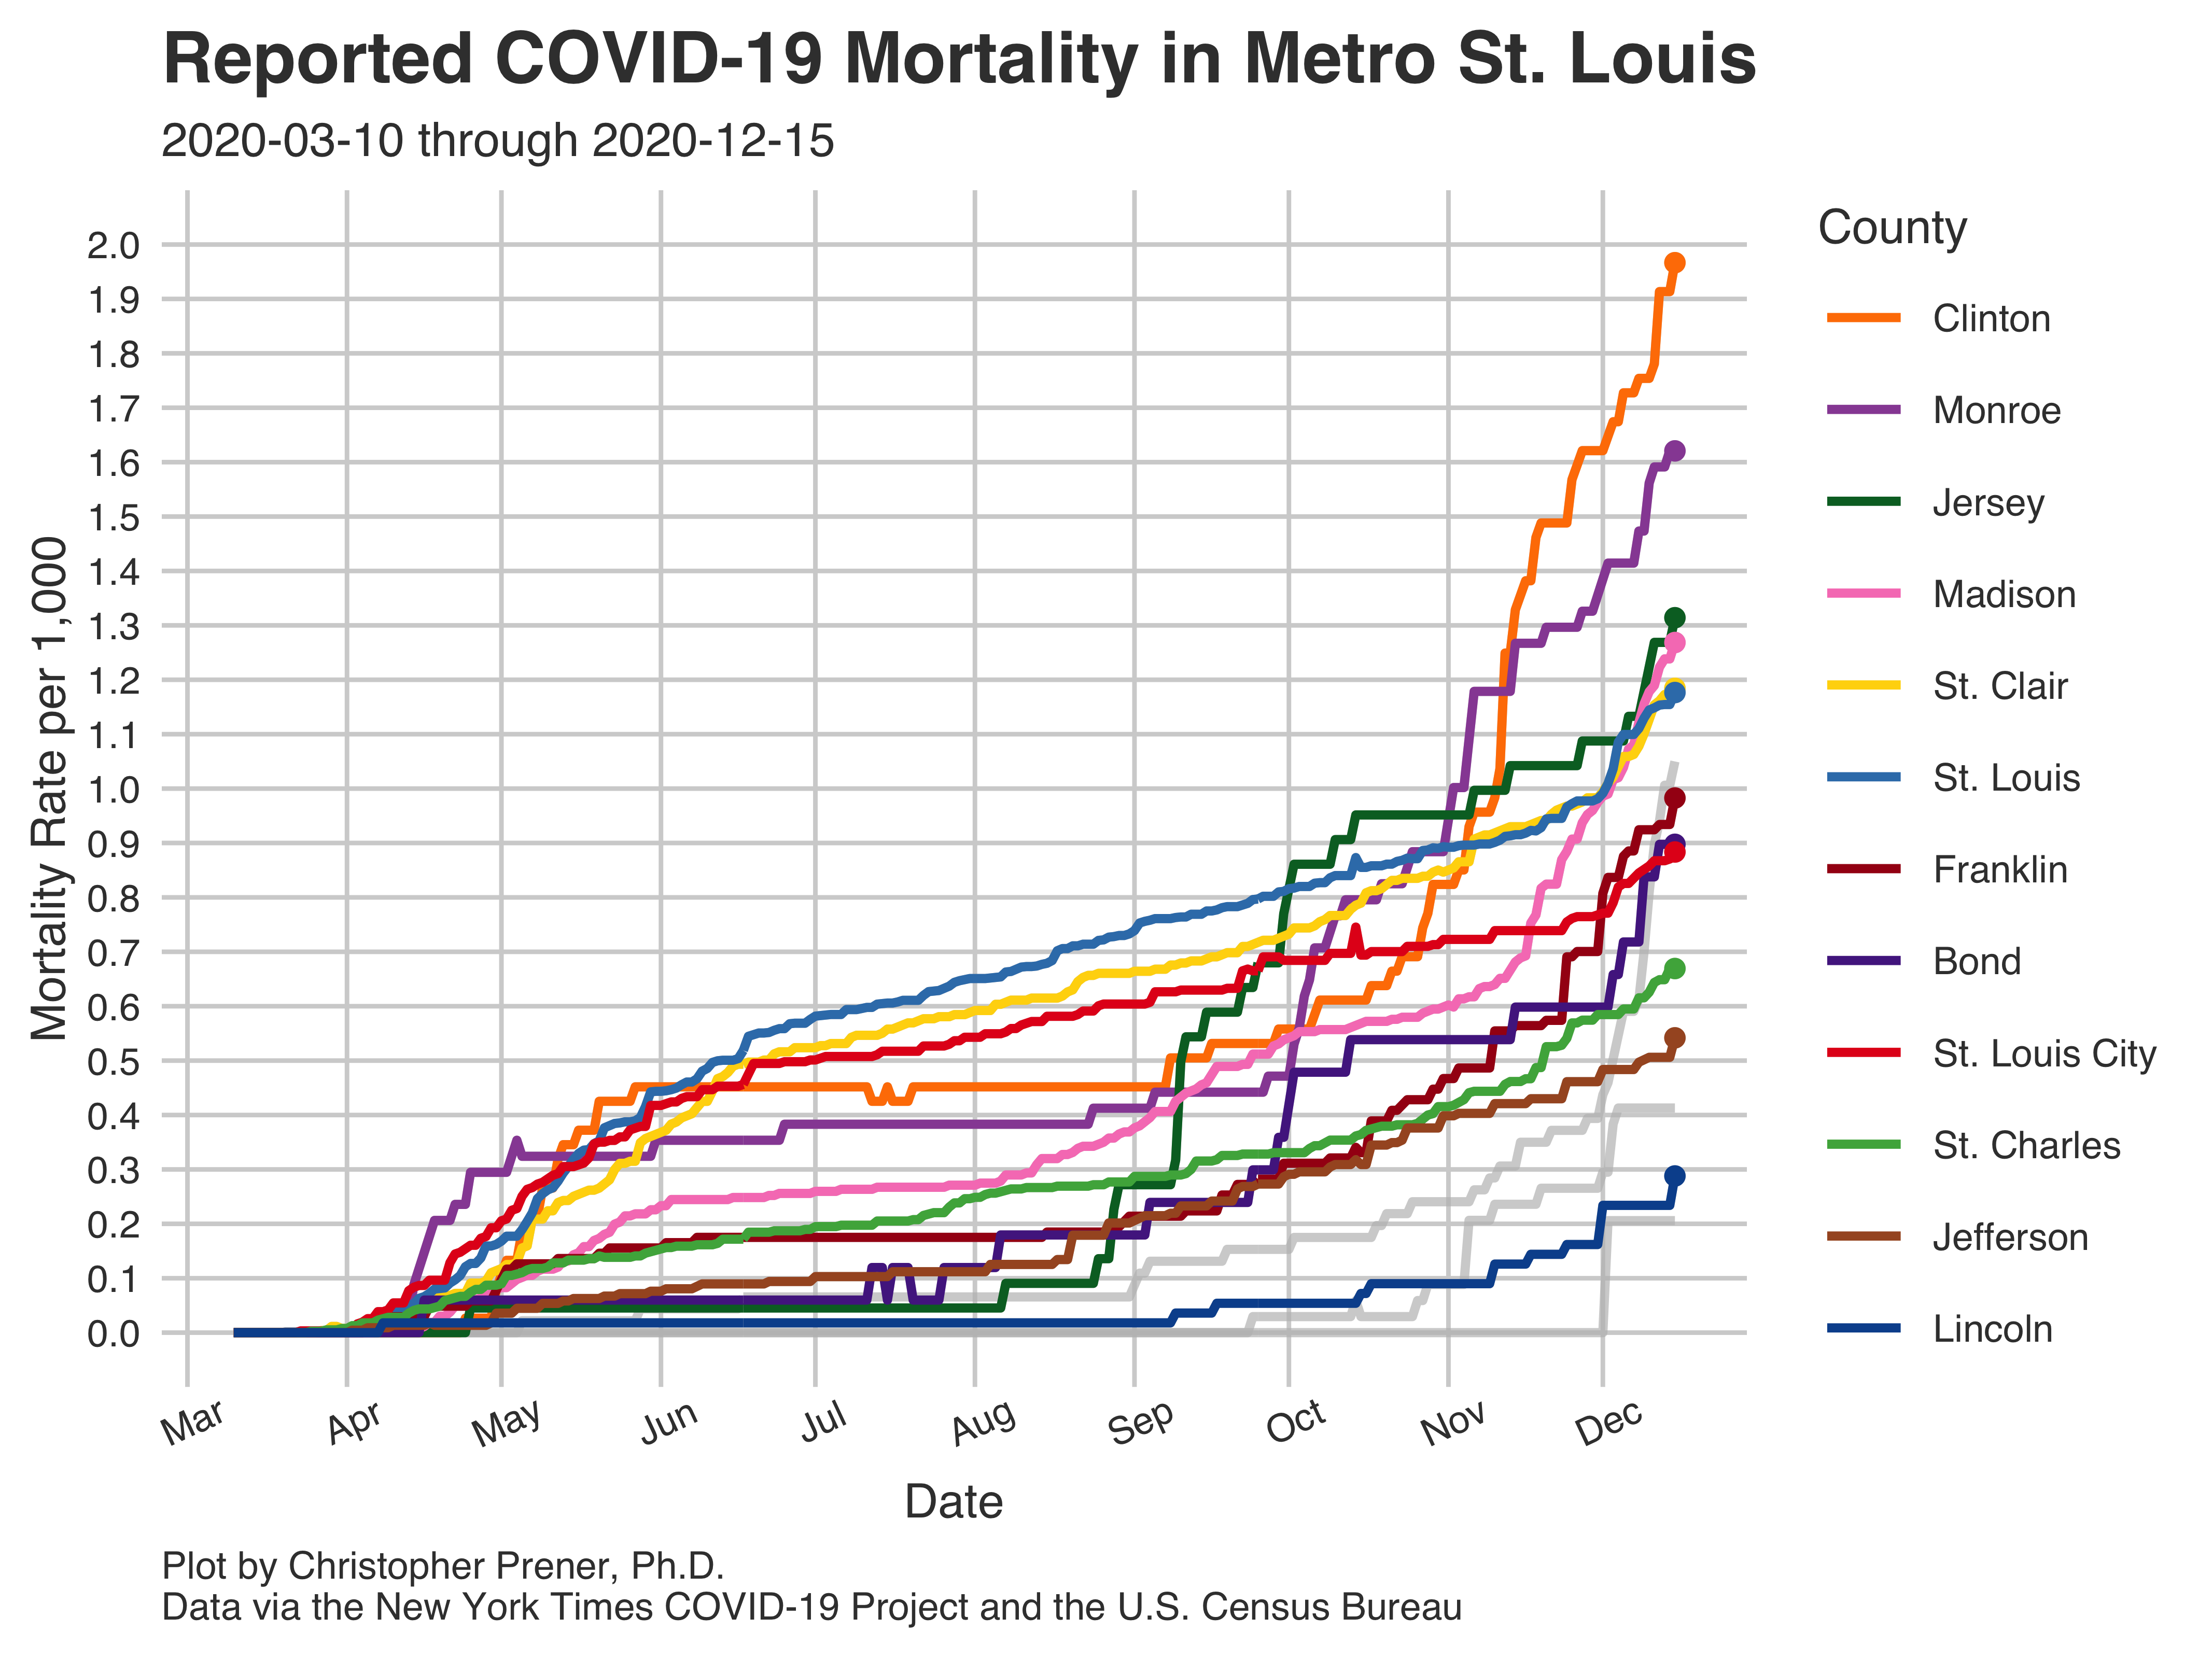 Reported COVID-19 Mortality in Metro St. Louis
2020-03-10 through 2020-12-15
Mortality Rate per 1,000
2.0
1.9
1.8
1.7
1.6
1.5
1.4
1.3
1.2
1.1
1.0
0.9
0.8
0.7
0.6
0.5
0.4
0.3
0.2
0.1
0.0
Mar Apr May Jun Jul Aug Sep Oct Nov Dec
Date
County
Clinton
Monroe
Jersey
Madison
St. Clair
St. Louis
Franklin
Bond
St. Louis City
St. Charles
Jefferson
Lincoln
Plot by Christopher Prener, Ph.D.
Data via the New York Times COVID-19 Project and the U.S. Census Bureau